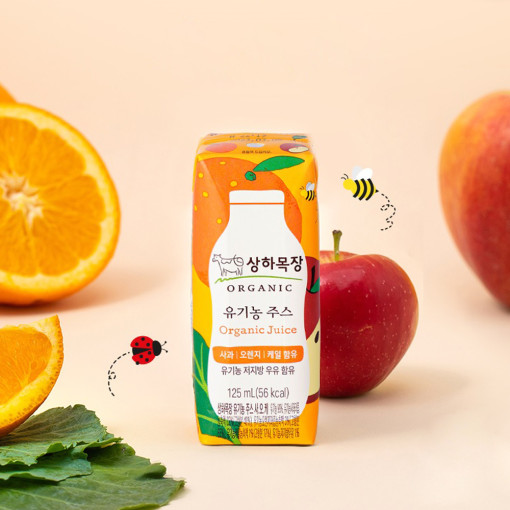 상하목장
ORGANIC
유기농 주스
Organic Juice
사과 | 오렌지 | 케일 함유
유기농 저지방 우유 함유
125 mL(56 kcal)